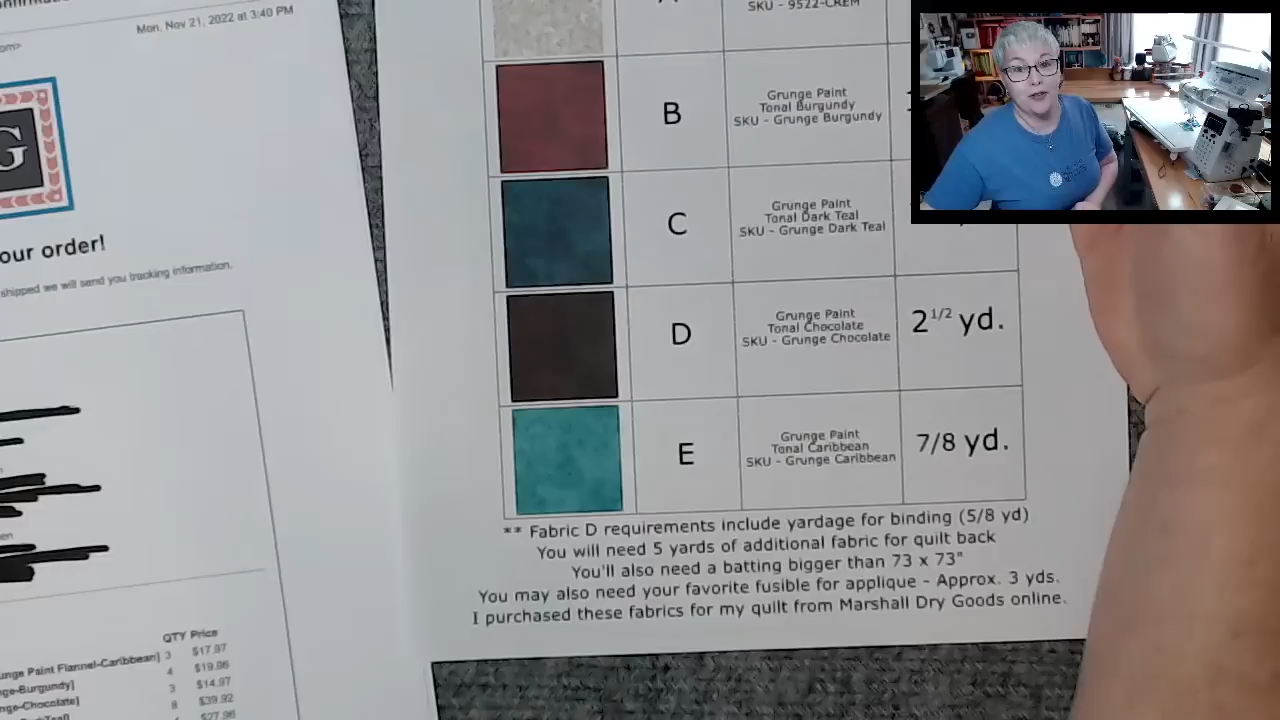 Mon, Nov 21, 2022 at 3:40 PM
com>
G
our order!
shipped we will send you tracking information.
QTY Price
unge Paint Flannel-Caribbean] 3 $17.97
4 $19.96
nge-Burgundy] 3 $14.97
nge-Chocolate] 8 $39.92
SKU - 9522-CREM
B
Grunge Paint
Tonal Burgundy
SKU - Grunge Burgundy
C
Grunge Paint
Tonal Dark Teal
SKU - Grunge Dark Teal
D
Grunge Paint
Tonal Chocolate
SKU - Grunge Chocolate
2 1/2 yd.
E
Grunge Paint
Tonal Caribbean
SKU - Grunge Caribbean
7/8 yd.
** Fabric D requirements include yardage for binding (5/8 yd)
You will need 5 yards of additional fabric for quilt back
You'll also need a batting bigger than 73 x 73"
You may also need your favorite fusible for applique - Approx. 3 yds.
I purchased these fabrics for my quilt from Marshall Dry Goods online.